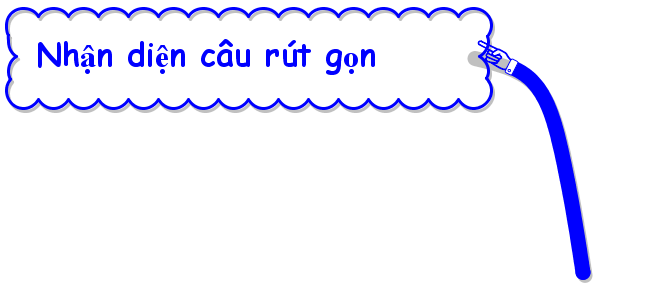 Nhận diện câu rút gọn